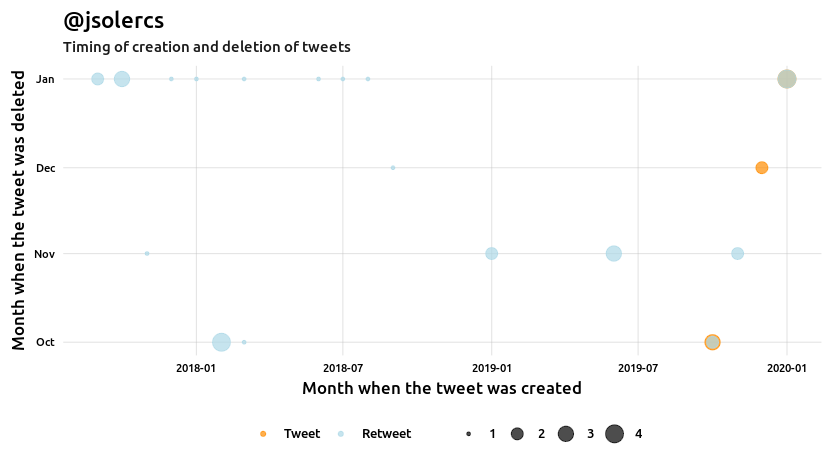 @jsolercs
Timing of creation and deletion of tweets
Month when the tweet was deleted
Jan
Dec
Nov
Oct
2018-01 2018-07 2019-01 2019-07 2020-01
Month when the tweet was created
Tweet Retweet 1 2 3 4